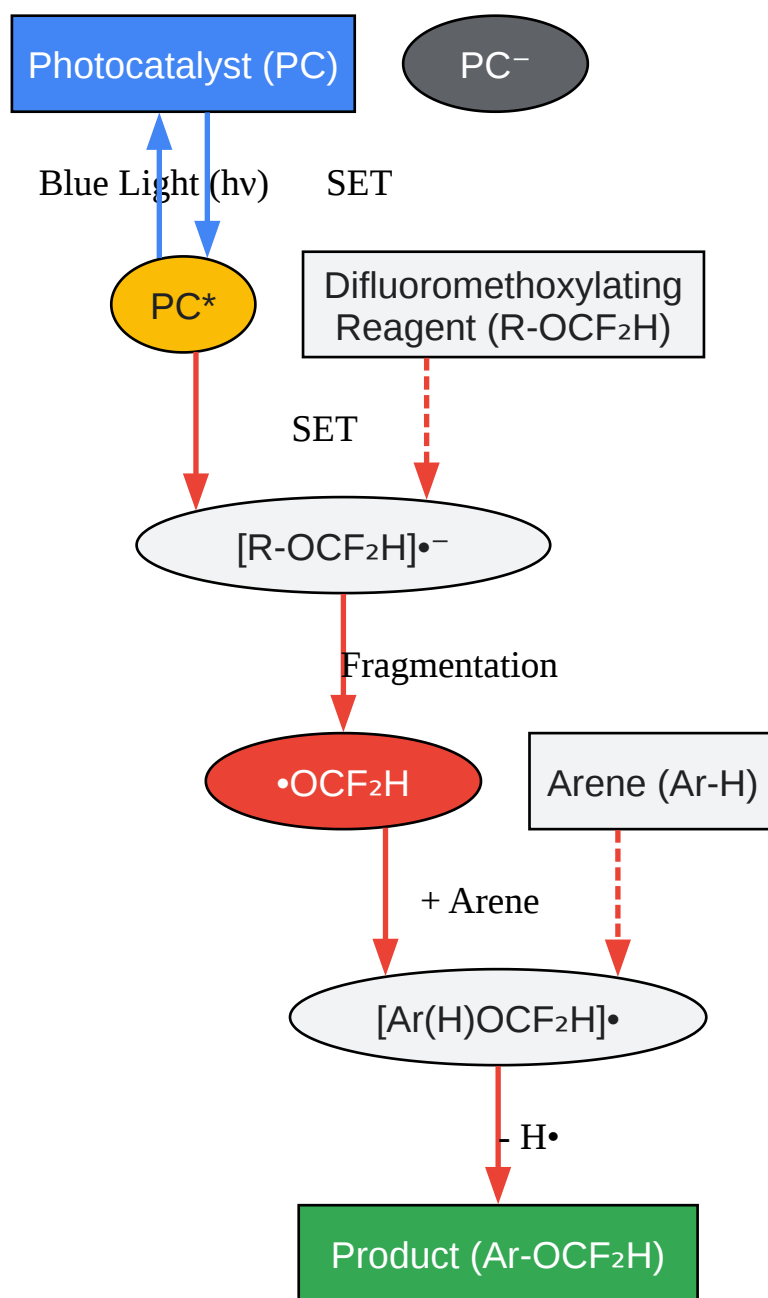 Photocatalyst (PC)
PC⁻
Blue Light (hν)
SET
PC*
Difluoromethoxylating
Reagent (R-OCF₂H)
SET
[R-OCF₂H]•⁻
Fragmentation
•OCF₂H
Arene (Ar-H)
+ Arene
[Ar(H)OCF₂H]•
- H•
Product (Ar-OCF₂H)